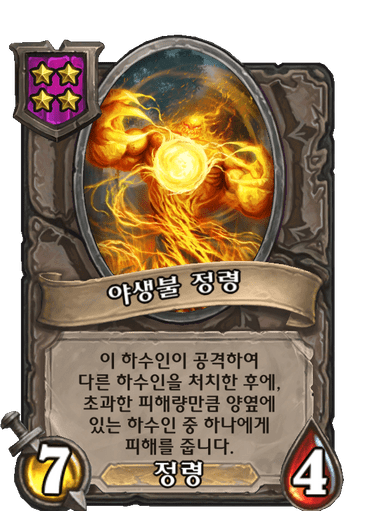 야생불 정령
이 하수인이 공격하여
다른 하수인을 처치한 후에,
초과한 피해량만큼 양옆에
있는 하수인 중 하나에게
피해를 줍니다.
7
정령
4